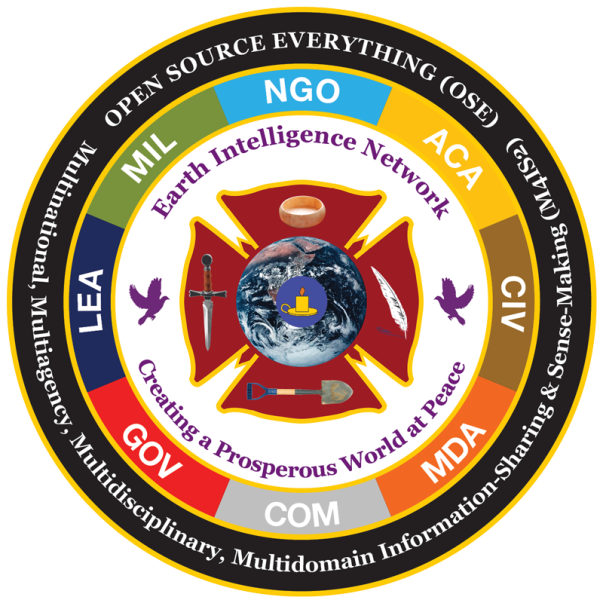 OPEN SOURCE EVERYTHING (OSE)
Multinational, Multiagency, Multidisciplinary, Multidomain Information-Sharing & Sense-Making (M4IS2)
NGO
ACA
CIV
MDA
COM
GOV
LEA
MIL
Earth Intelligence Network
Creating a Prosperous World at Peace